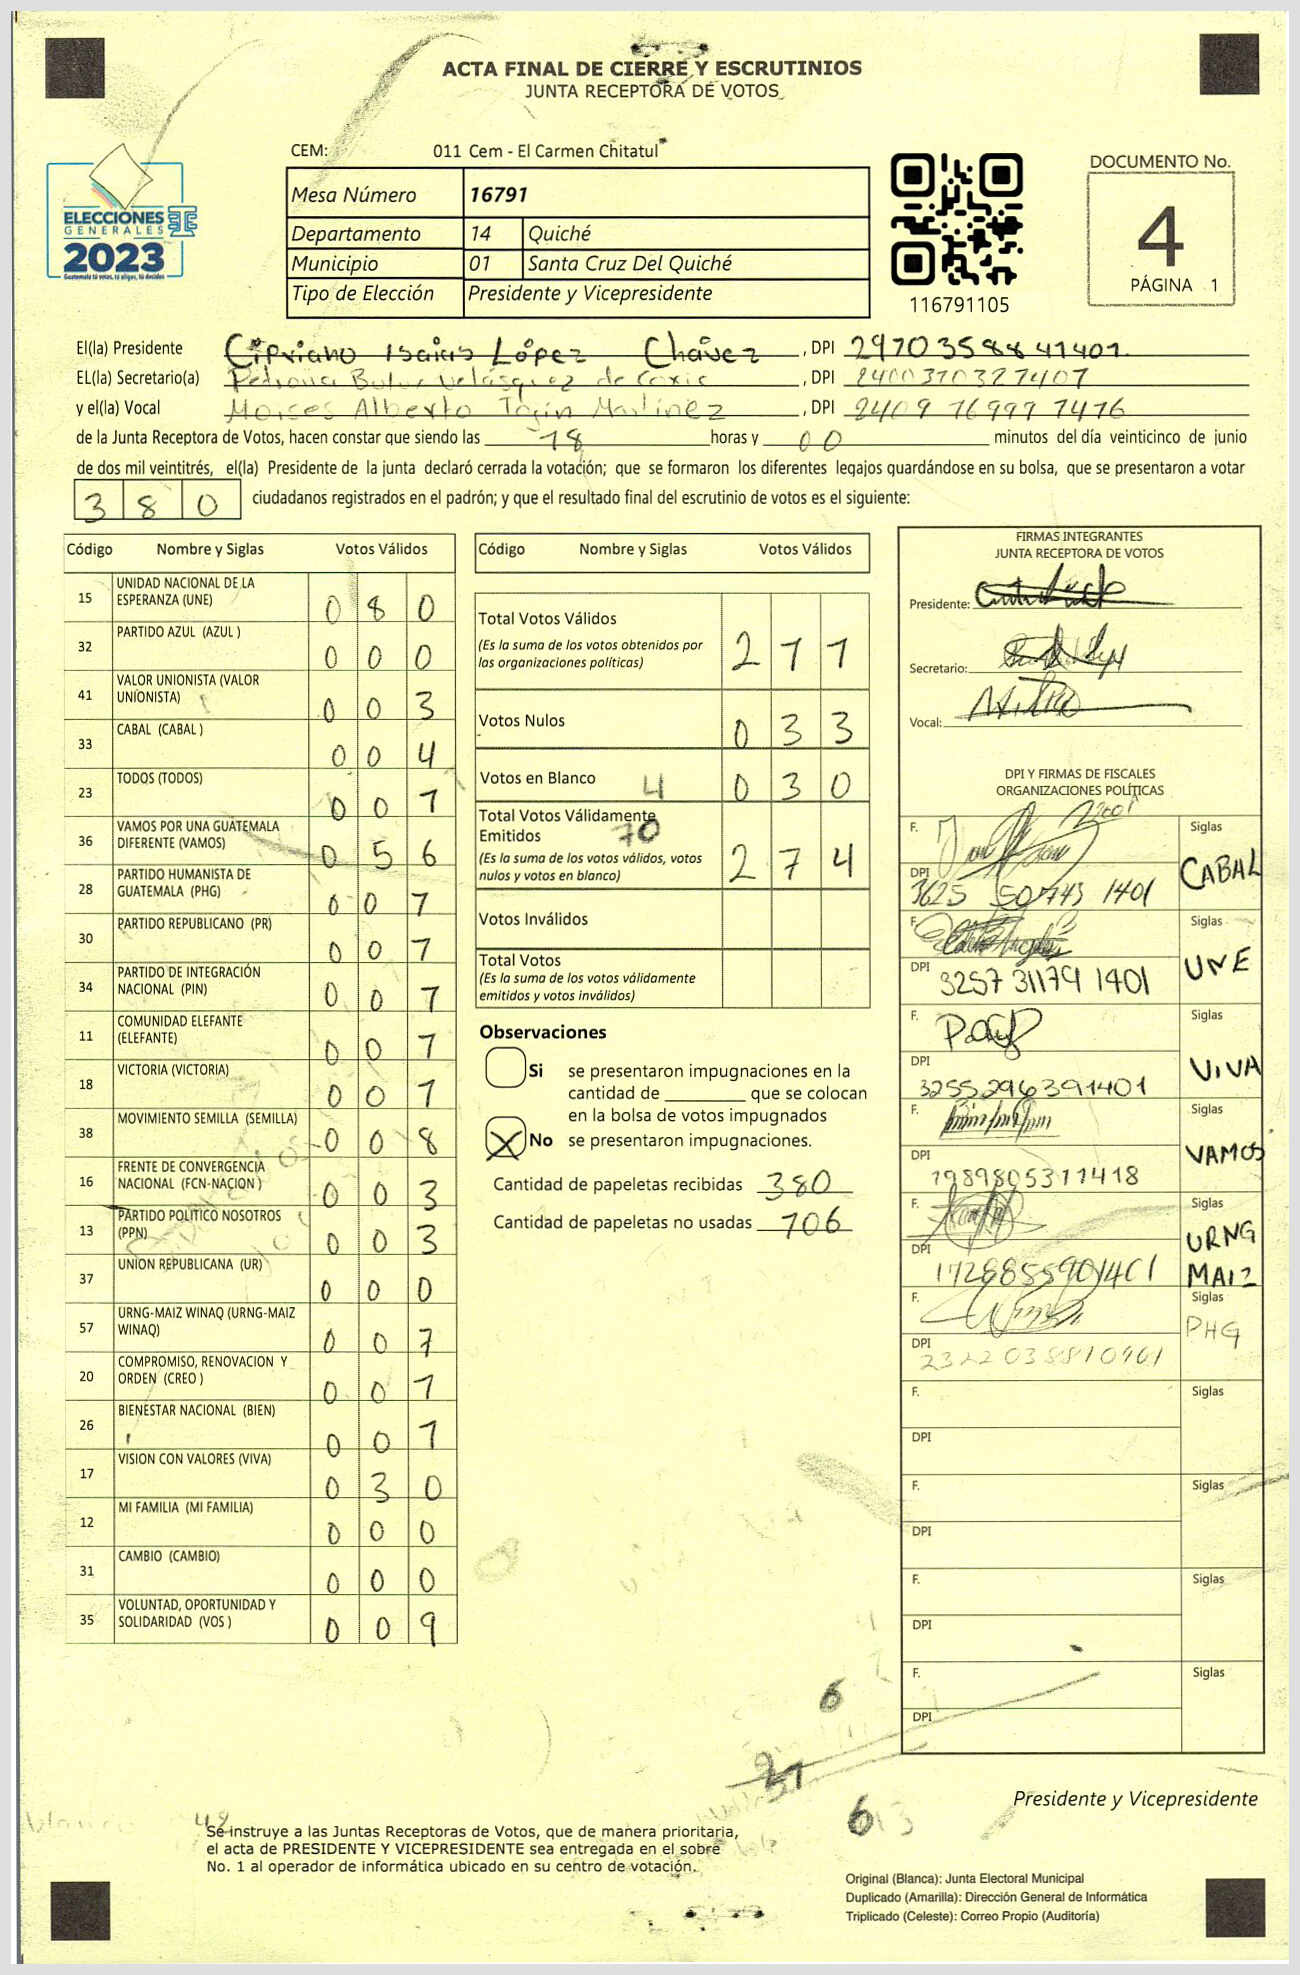 ACTA FINAL DE CIERRE Y ESCRUTINIOS
JUNTA RECEPTORA DE VOTOS
CEM: 011 Cem - El Carmen Chitatul
Mesa Número 16791
Departamento 14 Quiché
Municipio 01 Santa Cruz Del Quiché
Tipo de Elección Presidente y Vicepresidente
ELECCIONES
GENERALES
2023
Guatemala tú votas, tú eliges, tú decides
116791105
DOCUMENTO No.
4
PÁGINA 1
El(la) Presidente Cipriano Isaias López Chávez, DPI 2970358841401
EL(la) Secretario(a) Pedrona Velásquez de, DPI 2400370327407
y el(la) Vocal Moises Alberto Martínez, DPI 2409 76997 7476
de la Junta Receptora de Votos, hacen constar que siendo las 18 horas y 00 minutos del día veinticinco de junio
de dos mil veintitrés, el(la) Presidente de la junta declaró cerrada la votación; que se formaron los diferentes legajos guardándose en su bolsa, que se presentaron a votar
380 ciudadanos registrados en el padrón; y que el resultado final del escrutinio de votos es el siguiente:
Código Nombre y Siglas Votos Válidos
15 UNIDAD NACIONAL DE LA ESPERANZA (UNE) 0 8 0
32 PARTIDO AZUL (AZUL ) 0 0 0
41 VALOR UNIONISTA (VALOR UNIONISTA) 0 0 3
33 CABAL (CABAL ) 0 0 4
23 TODOS (TODOS) 0 0 1
36 VAMOS POR UNA GUATEMALA DIFERENTE (VAMOS) 0 5 6
28 PARTIDO HUMANISTA DE GUATEMALA (PHG) 0 0 7
30 PARTIDO REPUBLICANO (PR) 0 0 7
34 PARTIDO DE INTEGRACIÓN NACIONAL (PIN) 0 0 7
11 COMUNIDAD ELEFANTE (ELEFANTE) 0 0 7
18 VICTORIA (VICTORIA) 0 0 1
38 MOVIMIENTO SEMILLA (SEMILLA) 0 0 8
16 FRENTE DE CONVERGENCIA NACIONAL (FCN-NACION ) 0 0 3
13 PARTIDO POLITICO NOSOTROS (PPN) 0 0 3
37 UNION REPUBLICANA (UR) 0 0 0
57 URNG-MAIZ WINAQ (URNG-MAIZ WINAQ) 0 0 7
20 COMPROMISO, RENOVACION Y ORDEN (CREO ) 0 0 1
26 BIENESTAR NACIONAL (BIEN) 0 0 1
17 VISION CON VALORES (VIVA) 0 3 0
12 MI FAMILIA (MI FAMILIA) 0 0 0
31 CAMBIO (CAMBIO) 0 0 0
35 VOLUNTAD, OPORTUNIDAD Y SOLIDARIDAD (VOS ) 0 0 9
Código Nombre y Siglas Votos Válidos
Total Votos Válidos 2 1 1
(Es la suma de los votos obtenidos por
las organizaciones políticas)
Votos Nulos 0 3 3
Votos en Blanco 4 0 3 0
Total Votos Válidamente
Emitidos 70 2 7 4
(Es la suma de los votos válidos, votos
nulos y votos en blanco)
Votos Inválidos
Total Votos
(Es la suma de los votos válidamente
emitidos y votos inválidos)
Observaciones
Si se presentaron impugnaciones en la
cantidad de ________ que se colocan
en la bolsa de votos impugnados
X No se presentaron impugnaciones.
Cantidad de papeletas recibidas 380
Cantidad de papeletas no usadas 706
FIRMAS INTEGRANTES
JUNTA RECEPTORA DE VOTOS
Presidente:
Secretario:
Vocal:
DPI Y FIRMAS DE FISCALES
ORGANIZACIONES POLÍTICAS
F. Siglas
CABAL
DPI 3625 50743 1401
F. Siglas
UNE
DPI 3257 31179 1401
F. Siglas
VIVA
DPI 3255296391401
F. Siglas
VAMOS
DPI 1989805311418
F. Siglas
URNG
MAIZ
DPI 1728855901401
F. Siglas
PHG
DPI 2322038810901
F. Siglas
DPI
F. Siglas
DPI
F. Siglas
DPI
F. Siglas
DPI
6
Presidente y Vicepresidente
6
Se instruye a las Juntas Receptoras de Votos, que de manera prioritaria,
el acta de PRESIDENTE Y VICEPRESIDENTE sea entregada en el sobre
No. 1 al operador de informática ubicado en su centro de votación.
Original (Blanca): Junta Electoral Municipal
Duplicado (Amarilla): Dirección General de Informática
Triplicado (Celeste): Correo Propio (Auditoría)